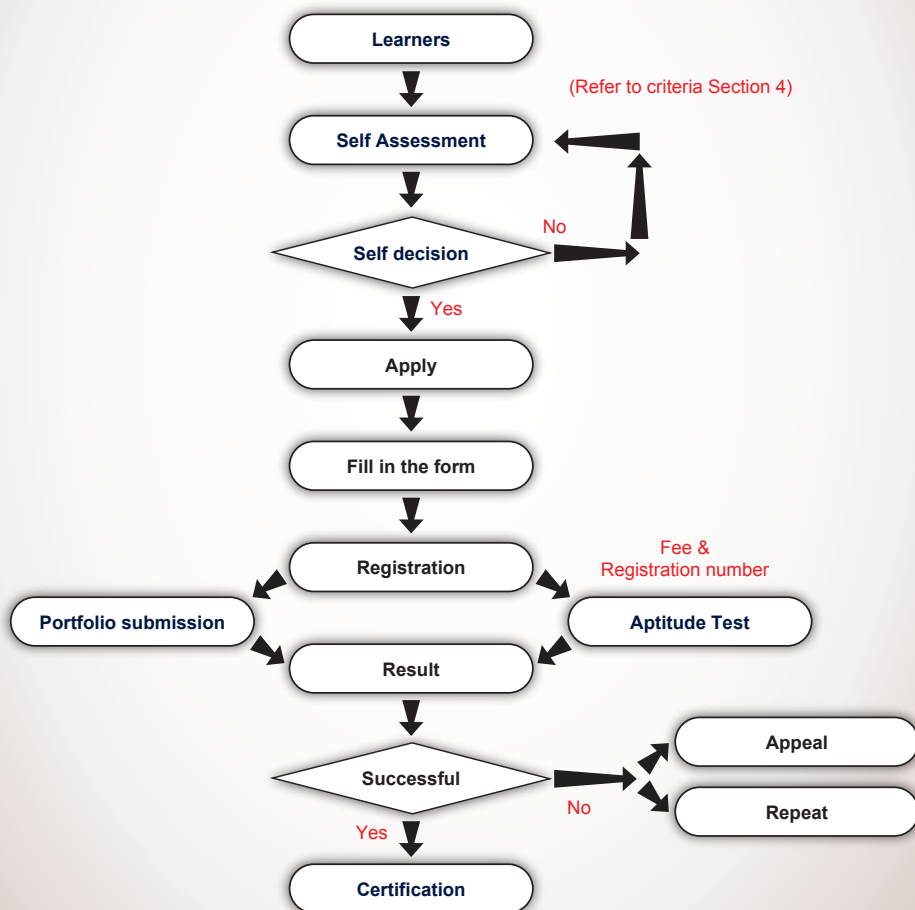 Learners
(Refer to criteria Section 4)
Self Assessment
No
Self decision
Yes
Apply
Fill in the form
Fee &
Registration number
Registration
Portfolio submission
Aptitude Test
Result
Appeal
Successful
No
Repeat
Yes
Certification